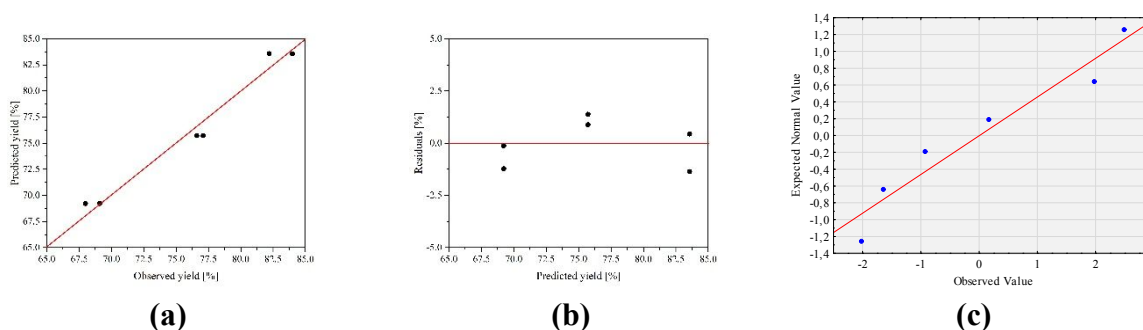 Predicted yield [%]
85.0
82.5
80.0
77.5
75.0
72.5
70.0
67.5
65.0
65.0 67.5 70.0 72.5 75.0 77.5 80.0 82.5 85.0
Observed yield [%]
(a)
Residuals [%]
5.0
2.5
0.0
-2.5
-5.0
65.0 67.5 70.0 72.5 75.0 77.5 80.0 82.5 85.0
Predicted yield [%]
(b)
Expected Normal Value
1,4
1,2
1,0
0,8
0,6
0,4
0,2
0,0
-0,2
-0,4
-0,6
-0,8
-1,0
-1,2
-1,4
-2 -1 0 1 2
Observed Value
(c)